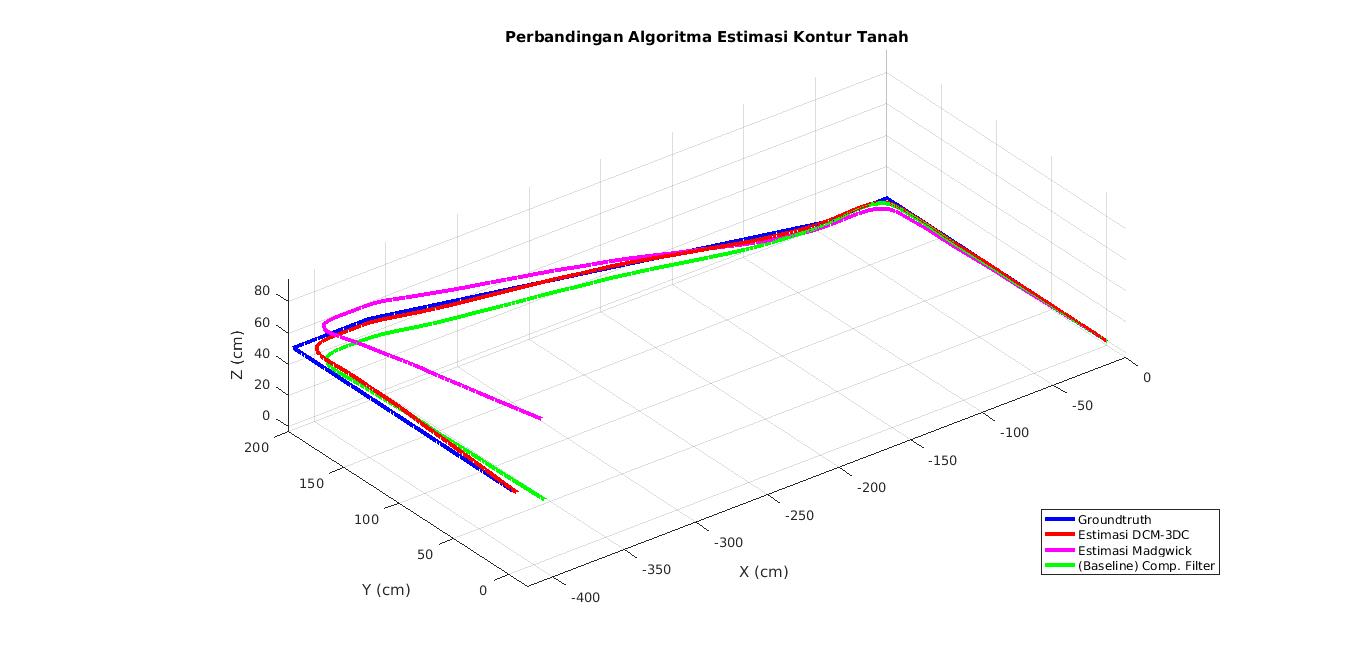 Perbandingan Algoritma Estimasi Kontur Tanah
80
60
40
20
0
Z (cm)
200
150
100
50
0
Y (cm)
0
-50
-100
-150
-200
-250
-300
-350
-400
X (cm)
Groundtruth
Estimasi DCM-3DC
Estimasi Madgwick
(Baseline) Comp. Filter